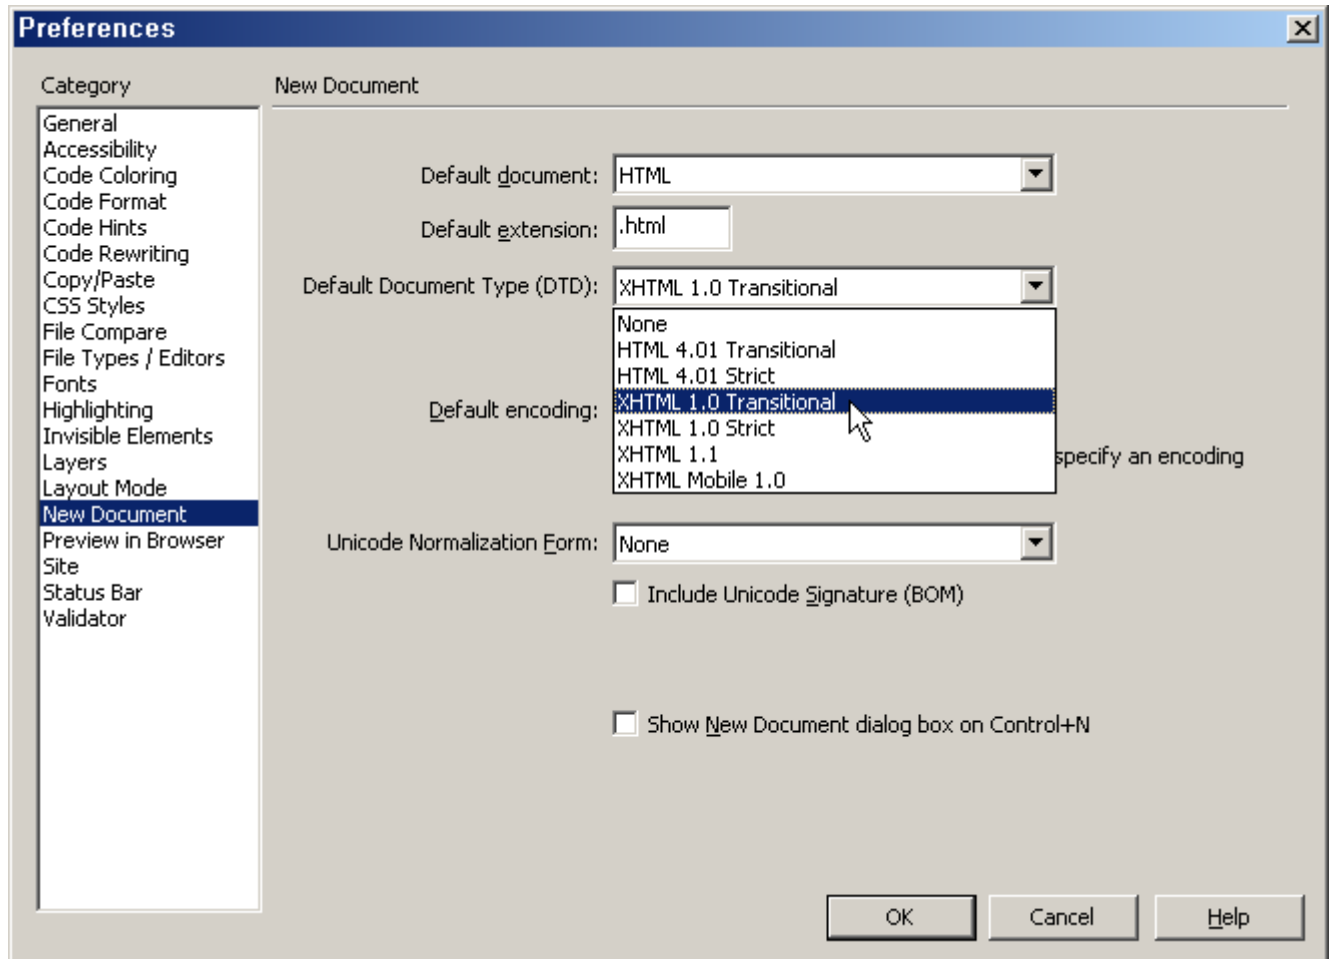 Preferences
Category
General
Accessibility
Code Coloring
Code Format
Code Hints
Code Rewriting
Copy/Paste
CSS Styles
File Compare
File Types / Editors
Fonts
Highlighting
Invisible Elements
Layers
Layout Mode
New Document
Preview in Browser
Site
Status Bar
Validator
New Document
Default document: HTML
Default extension: .html
Default Document Type (DTD): XHTML 1.0 Transitional
None
HTML 4.01 Transitional
HTML 4.01 Strict
XHTML 1.0 Transitional
XHTML 1.0 Strict
XHTML 1.1
XHTML Mobile 1.0
Default encoding:
specify an encoding
Unicode Normalization Form: None
Include Unicode Signature (BOM)
Show New Document dialog box on Control+N
OK Cancel Help